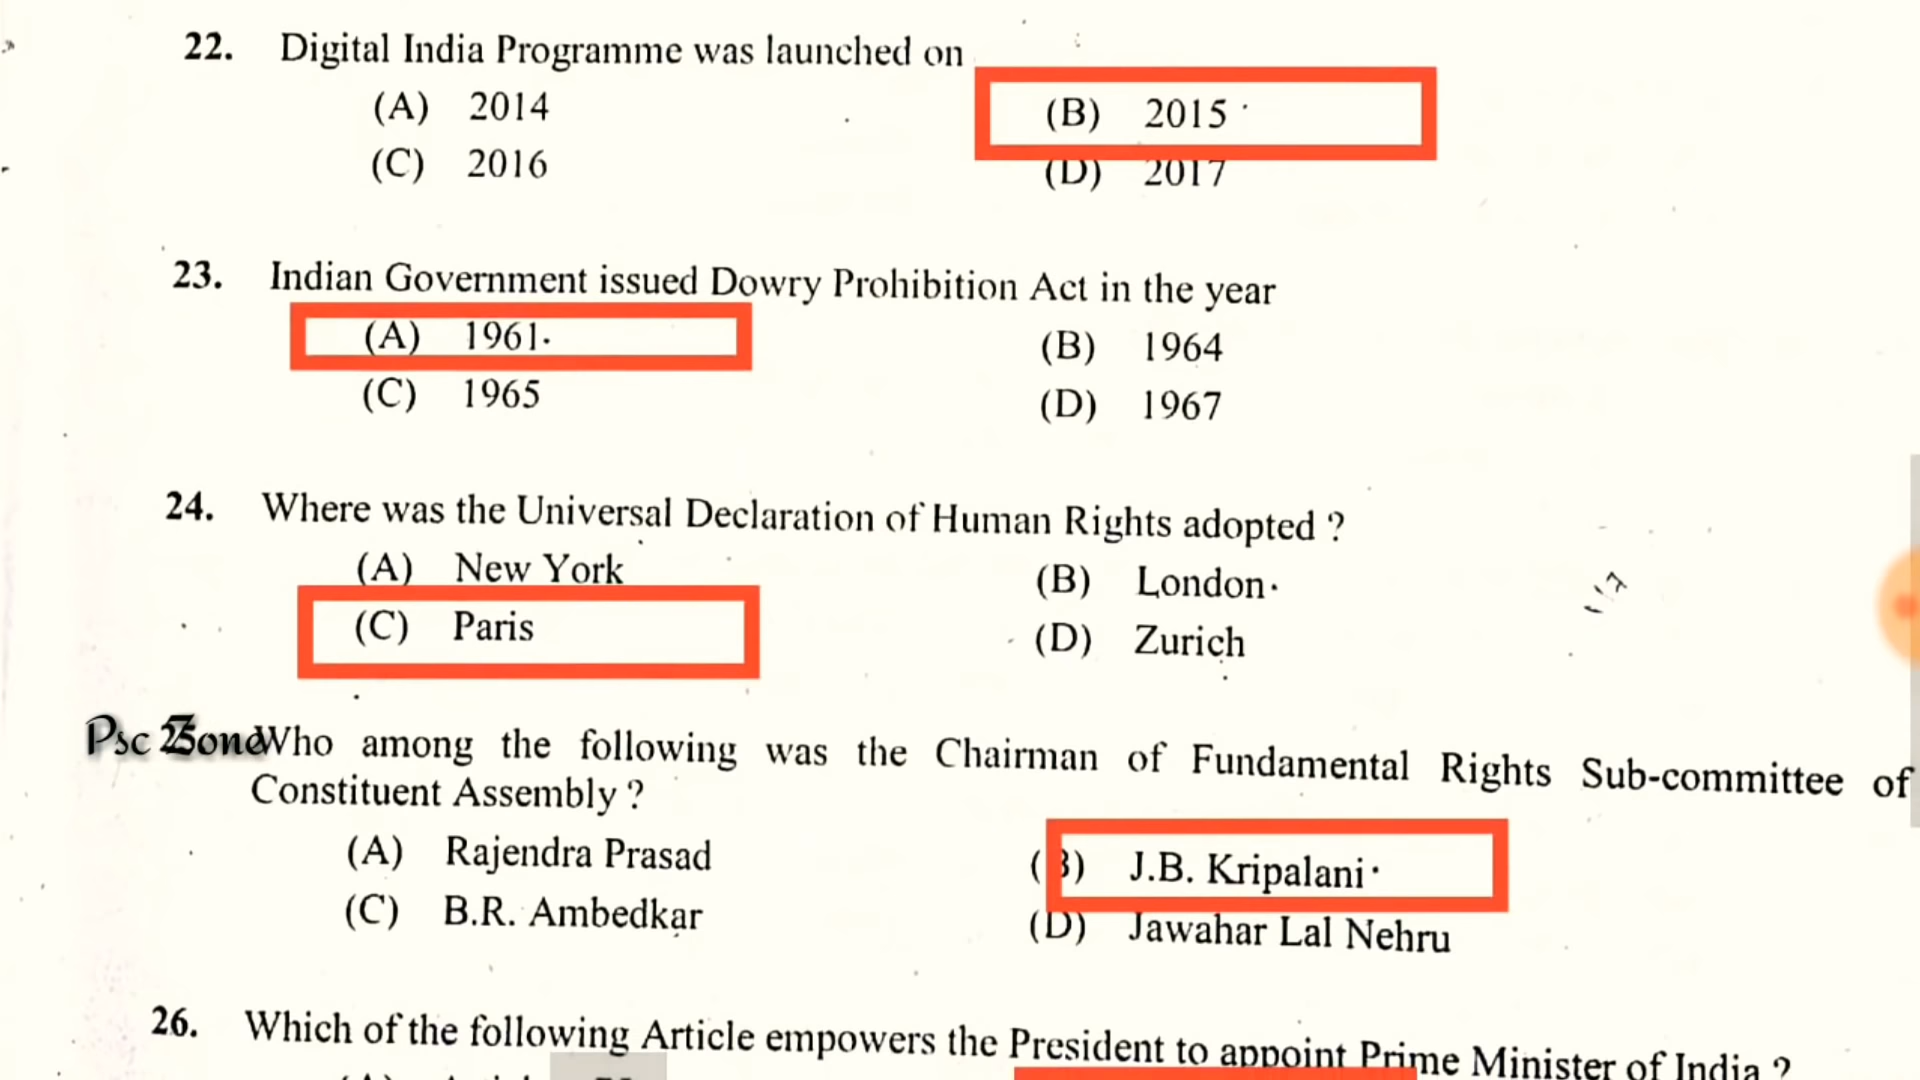 22. Digital India Programme was launched on
(A) 2014 (B) 2015
(C) 2016 (D) 2017
23. Indian Government issued Dowry Prohibition Act in the year
(A) 1961 (B) 1964
(C) 1965 (D) 1967
24. Where was the Universal Declaration of Human Rights adopted ?
(A) New York (B) London
(C) Paris (D) Zurich
Psc Zone Who among the following was the Chairman of Fundamental Rights Sub-committee of
Constituent Assembly ?
(A) Rajendra Prasad (B) J.B. Kripalani
(C) B.R. Ambedkar (D) Jawahar Lal Nehru
26. Which of the following Article empowers the President to appoint Prime Minister of India ?